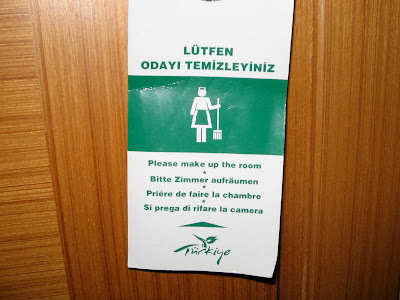 LÜTFEN
ODAYI TEMİZLEYİNİZ
Please make up the room
*
Bitte Zimmer aufräumen
*
Priére de faire la chambre
*
Si prega di rifare la camera
Türkiye